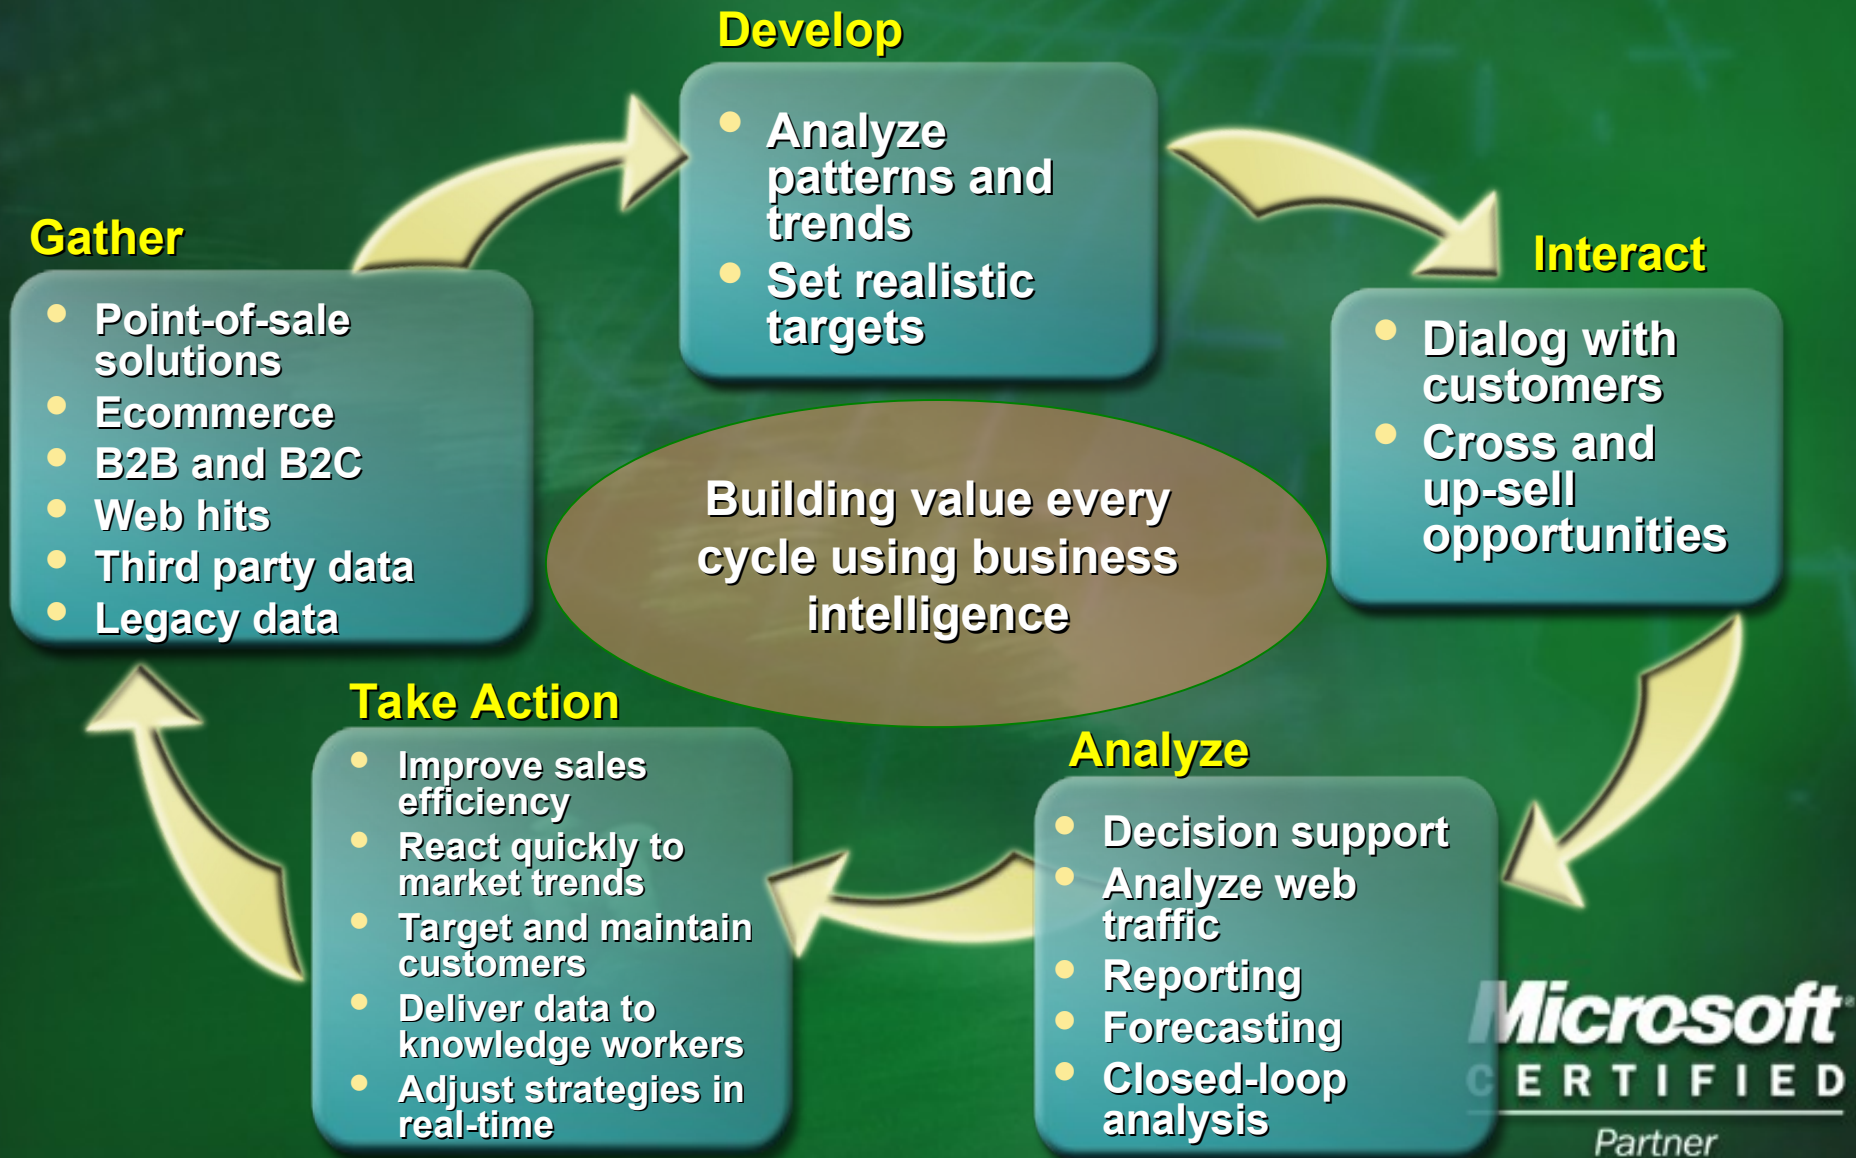 Develop
• Analyze
patterns and
trends
• Set realistic
targets
Gather
• Point-of-sale
solutions
• Ecommerce
• B2B and B2C
• Web hits
• Third party data
• Legacy data
Interact
• Dialog with
customers
• Cross and
up-sell
opportunities
Building value every
cycle using business
intelligence
Take Action
• Improve sales
efficiency
• React quickly to
market trends
• Target and maintain
customers
• Deliver data to
knowledge workers
• Adjust strategies in
real-time
Analyze
• Decision support
• Analyze web
traffic
• Reporting
• Forecasting
• Closed-loop
analysis
Microsoft®
CERTIFIED
Partner